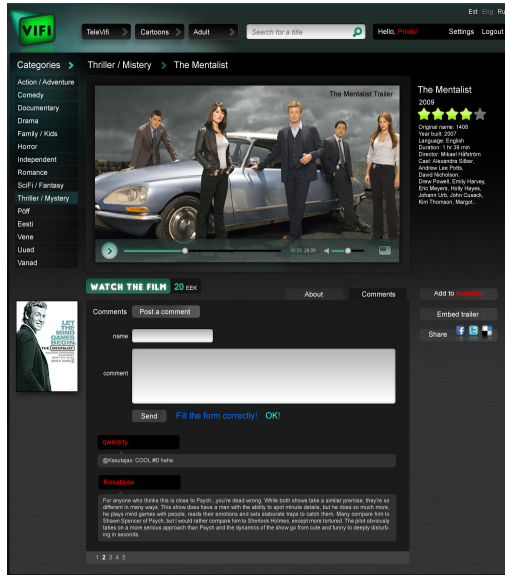 Est Eng Ru
ViFi
TeleVifi
Cartoons
Adult
Search for a title
Hello, Priidu!
Settings
Logout
Categories
Thriller / Mistery
The Mentalist
Action / Adventure
Comedy
Documentary
Drama
Family / Kids
Horror
Independent
Romance
SciFi / Fantasy
Thriller / Mystery
Pöff
Eesti
Vene
Uued
Vanad
The Mentalist Trailer
The Mentalist
2009
Original name: 1408
Year built: 2007
Language: English
Duration: 1 hr 39 min
Director: Mikael Håfström
Cast: Alexandra Silber,
Andrew Lee Potts,
David Nicholson,
Drew Powell, Emily Harvey,
Eric Meyers, Holly Hayes,
Johann Urb, John Cusack,
Kim Thomson, Margot...
WATCH THE FILM 20 EEK
About
Comments
Add to favorites
Embed trailer
Share
LET
THE
MIND
GAMES
BEGIN.
THE MENTALIST
Comments
Post a comment
name
comment
Send
Fill the form correctly!
OK!
qwerirty
@Kasutajax: COOL #D hehe.
Kasutajax
For anyone who thinks this is close to Psych.. you're dead wrong. While both shows take a similar premise, they're so
different in many ways. This show does have a man with the ability to spot minute details, but he does so much more,
he plays mind games with people, reads their emotions and sets elaborate traps to catch them. Many compare him to
Shawn Spencer of Psych, but I would rather compare him to Sherlock Holmes, except more tortured. The pilot obviously
takes on a more serious approach than Psych and the dynamics of the show go from cute and funny to deeply disturb-
ing in seconds.
1 2 3 4 5